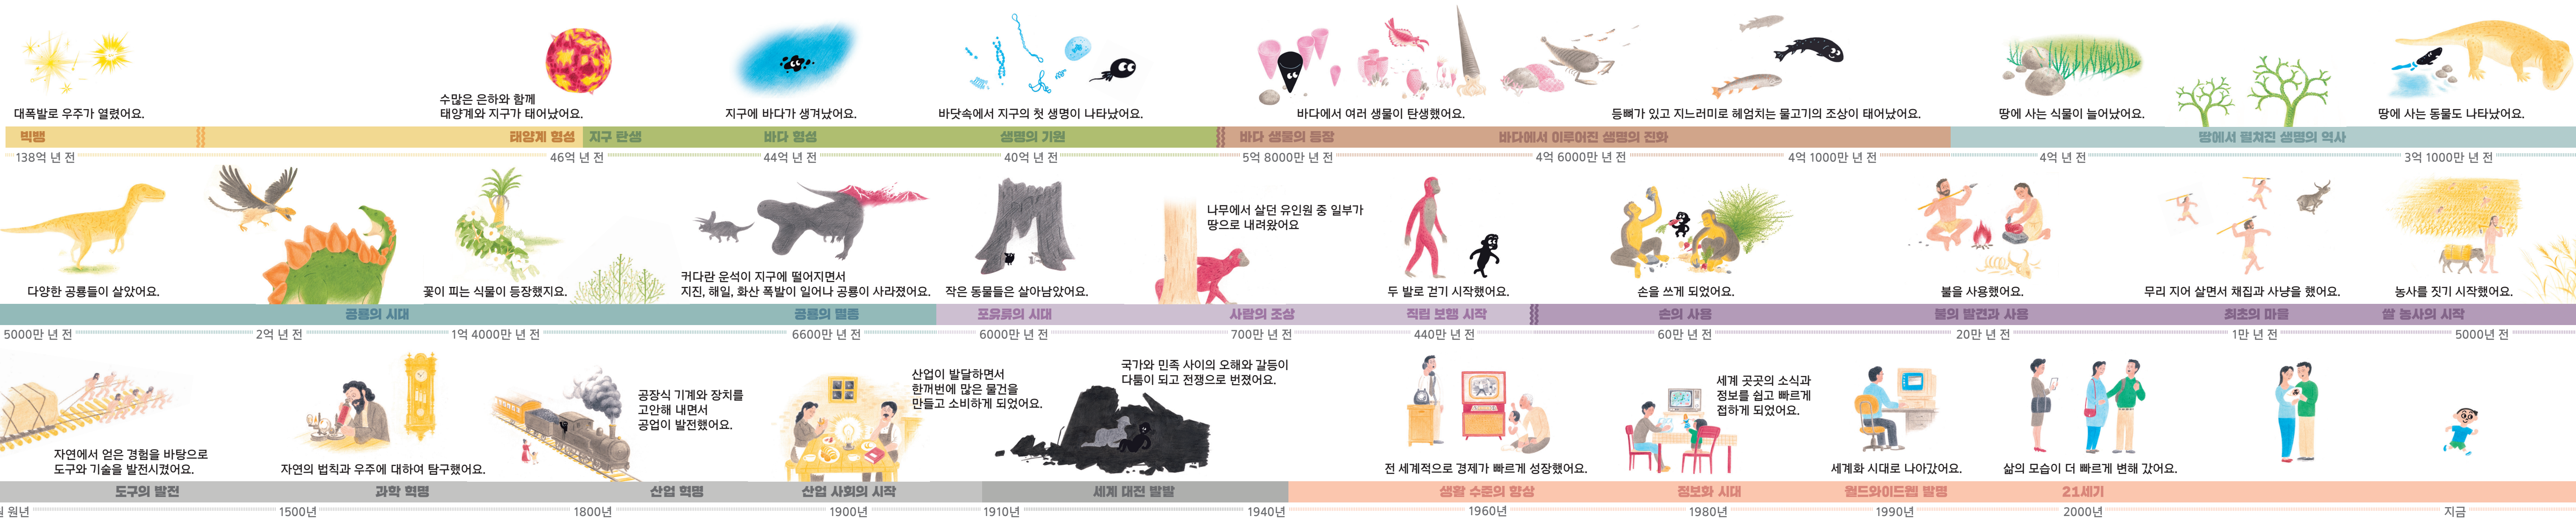 대폭발로 우주가 열렸어요.
수많은 은하와 함께
태양계와 지구가 태어났어요.
지구에 바다가 생겨났어요.
바닷속에서 지구의 첫 생명이 나타났어요.
바다에서 여러 생물이 탄생했어요.
등뼈가 있고 지느러미로 헤엄치는 물고기의 조상이 태어났어요.
땅에 사는 식물이 늘어났어요.
땅에 사는 동물도 나타났어요.
빅뱅
태양계 형성
지구 탄생
바다 형성
생명의 기원
바다 생물의 등장
바다에서 이루어진 생명의 진화
땅에서 펼쳐진 생명의 역사
138억 년 전
46억 년 전
44억 년 전
40억 년 전
5억 8000만 년 전
4억 6000만 년 전
4억 1000만 년 전
4억 년 전
3억 1000만 년 전
다양한 공룡들이 살았어요.
꽃이 피는 식물이 등장했지요.
커다란 운석이 지구에 떨어지면서
지진, 해일, 화산 폭발이 일어나 공룡이 사라졌어요.
작은 동물들은 살아남았어요.
나무에서 살던 유인원 중 일부가
땅으로 내려왔어요
두 발로 걷기 시작했어요.
손을 쓰게 되었어요.
불을 사용했어요.
무리 지어 살면서 채집과 사냥을 했어요.
농사를 짓기 시작했어요.
공룡의 시대
공룡의 멸종
포유류의 시대
사람의 조상
직립 보행 시작
손의 사용
불의 발견과 사용
최초의 마을
쌀 농사의 시작
5000만 년 전
2억 년 전
1억 4000만 년 전
6600만 년 전
6000만 년 전
700만 년 전
440만 년 전
60만 년 전
20만 년 전
1만 년 전
5000년 전
자연에서 얻은 경험을 바탕으로
도구와 기술을 발전시켰어요.
자연의 법칙과 우주에 대하여 탐구했어요.
공장식 기계와 장치를
고안해 내면서
공업이 발전했어요.
산업이 발달하면서
한꺼번에 많은 물건을
만들고 소비하게 되었어요.
국가와 민족 사이의 오해와 갈등이
다툼이 되고 전쟁으로 번졌어요.
전 세계적으로 경제가 빠르게 성장했어요.
세계 곳곳의 소식과
정보를 쉽고 빠르게
접하게 되었어요.
세계화 시대로 나아갔어요.
삶의 모습이 더 빠르게 변해 갔어요.
도구의 발전
과학 혁명
산업 혁명
산업 사회의 시작
세계 대전 발발
생활 수준의 향상
정보화 시대
월드와이드웹 발명
21세기
원년
1500년
1800년
1900년
1910년
1940년
1960년
1980년
1990년
2000년
지금